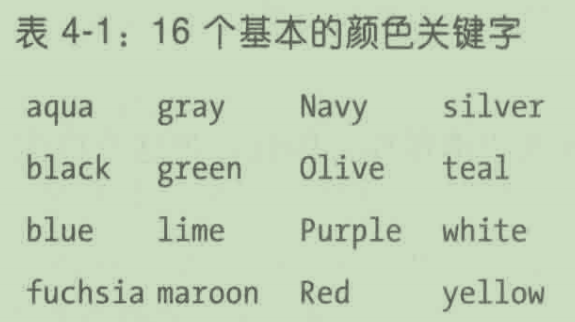 表 4-1：16 个基本的颜色关键字
aqua gray Navy silver
black green Olive teal
blue lime Purple white
fuchsia maroon Red yellow